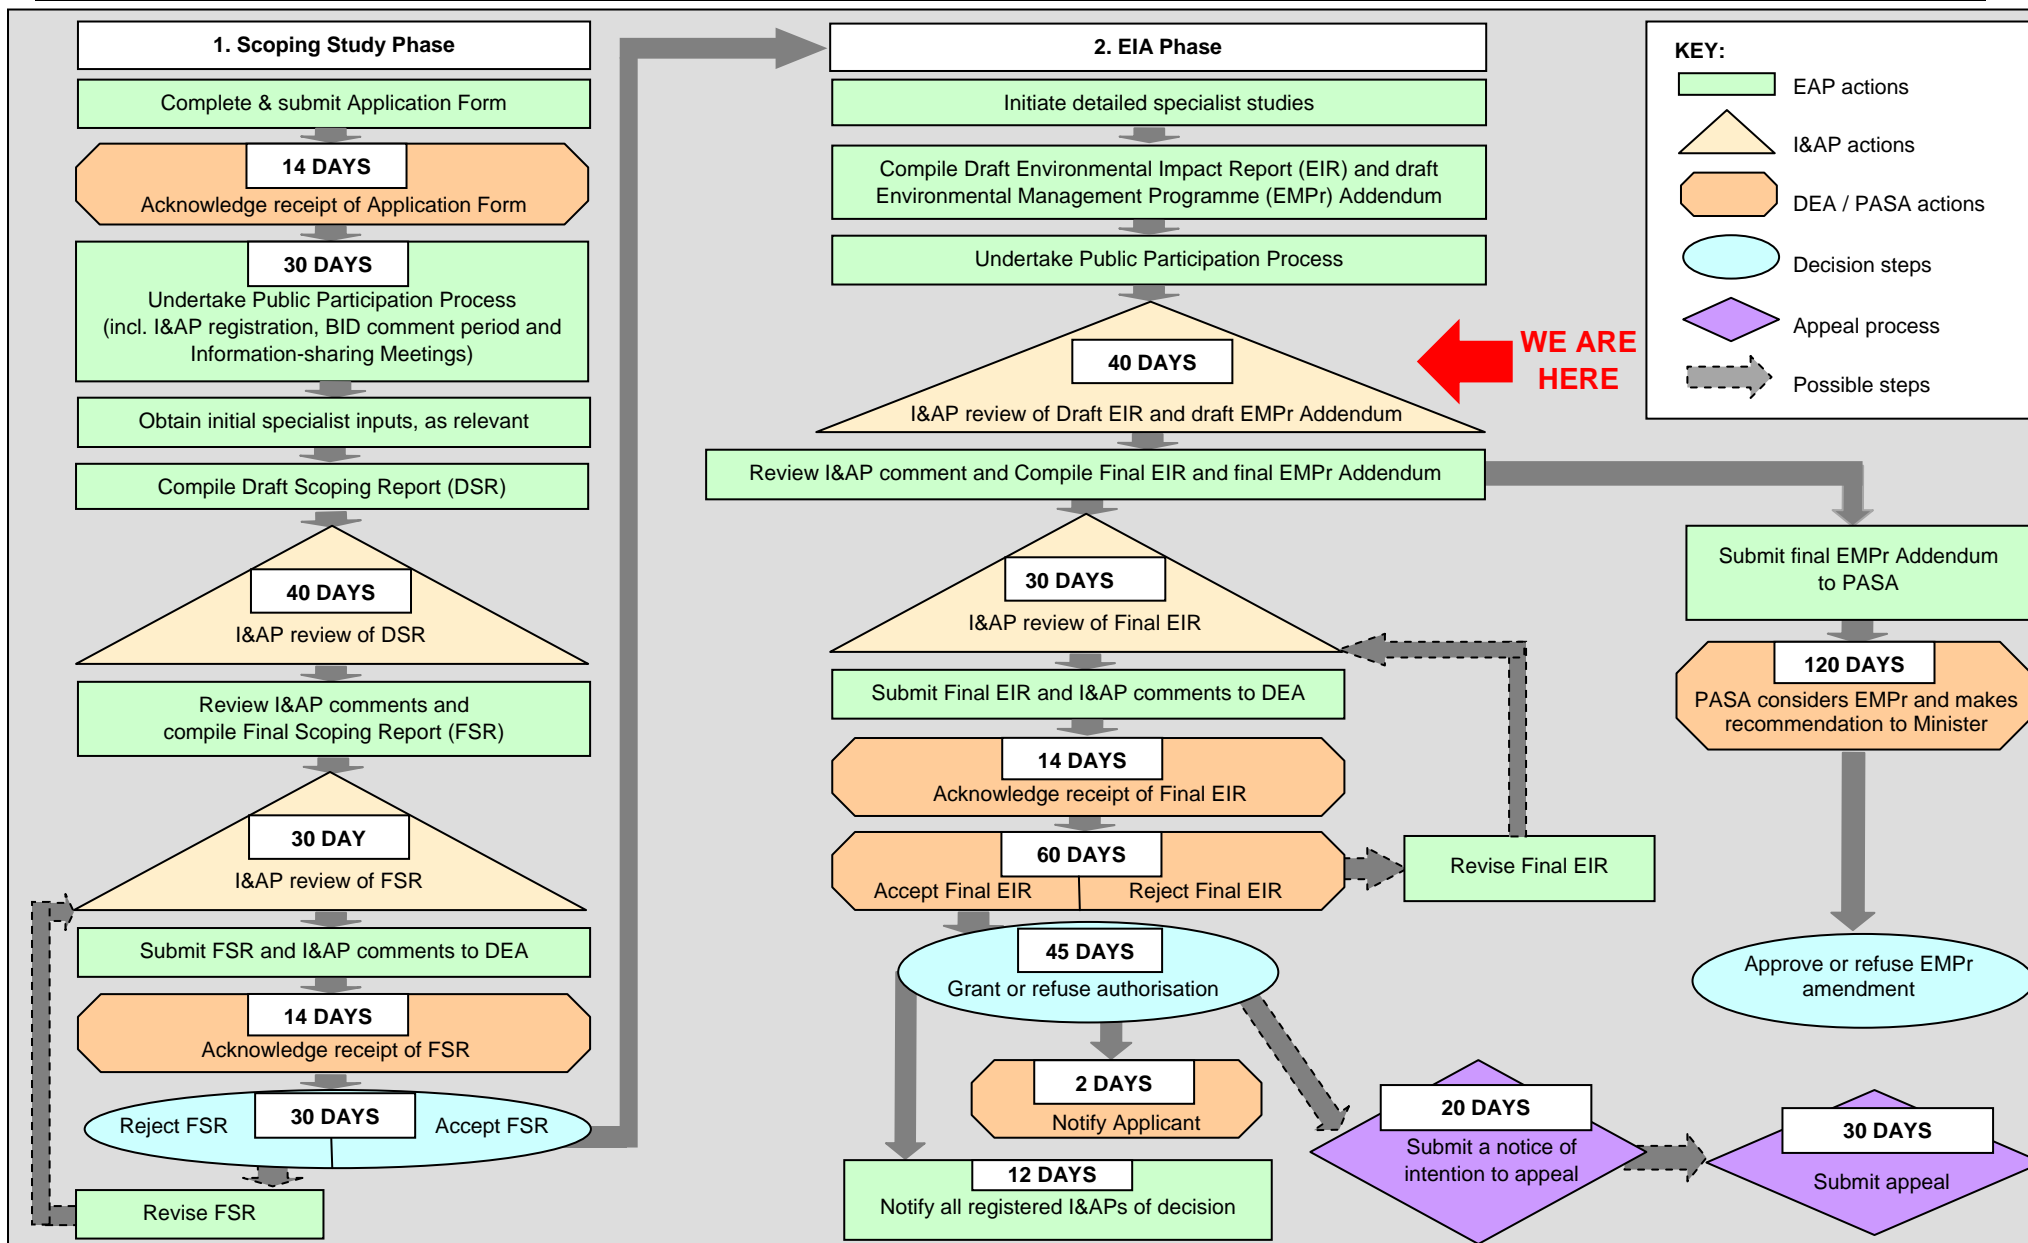 1. Scoping Study Phase
Complete & submit Application Form
14 DAYS
Acknowledge receipt of Application Form
30 DAYS
Undertake Public Participation Process
(incl. I&AP registration, BID comment period and
Information-sharing Meetings)
Obtain initial specialist inputs, as relevant
Compile Draft Scoping Report (DSR)
40 DAYS
I&AP review of DSR
Review I&AP comments and
compile Final Scoping Report (FSR)
30 DAY
I&AP review of FSR
Submit FSR and I&AP comments to DEA
14 DAYS
Acknowledge receipt of FSR
30 DAYS
Reject FSR
Accept FSR
Revise FSR
2. EIA Phase
Initiate detailed specialist studies
Compile Draft Environmental Impact Report (EIR) and draft
Environmental Management Programme (EMPr) Addendum
Undertake Public Participation Process
40 DAYS
I&AP review of Draft EIR and draft EMPr Addendum
WE ARE
HERE
Review I&AP comment and Compile Final EIR and final EMPr Addendum
30 DAYS
I&AP review of Final EIR
Submit Final EIR and I&AP comments to DEA
14 DAYS
Acknowledge receipt of Final EIR
60 DAYS
Accept Final EIR
Reject Final EIR
Revise Final EIR
45 DAYS
Grant or refuse authorisation
2 DAYS
Notify Applicant
12 DAYS
Notify all registered I&APs of decision
20 DAYS
Submit a notice of
intention to appeal
30 DAYS
Submit appeal
Submit final EMPr Addendum
to PASA
120 DAYS
PASA considers EMPr and makes
recommendation to Minister
Approve or refuse EMPr
amendment
KEY:
EAP actions
I&AP actions
DEA / PASA actions
Decision steps
Appeal process
Possible steps